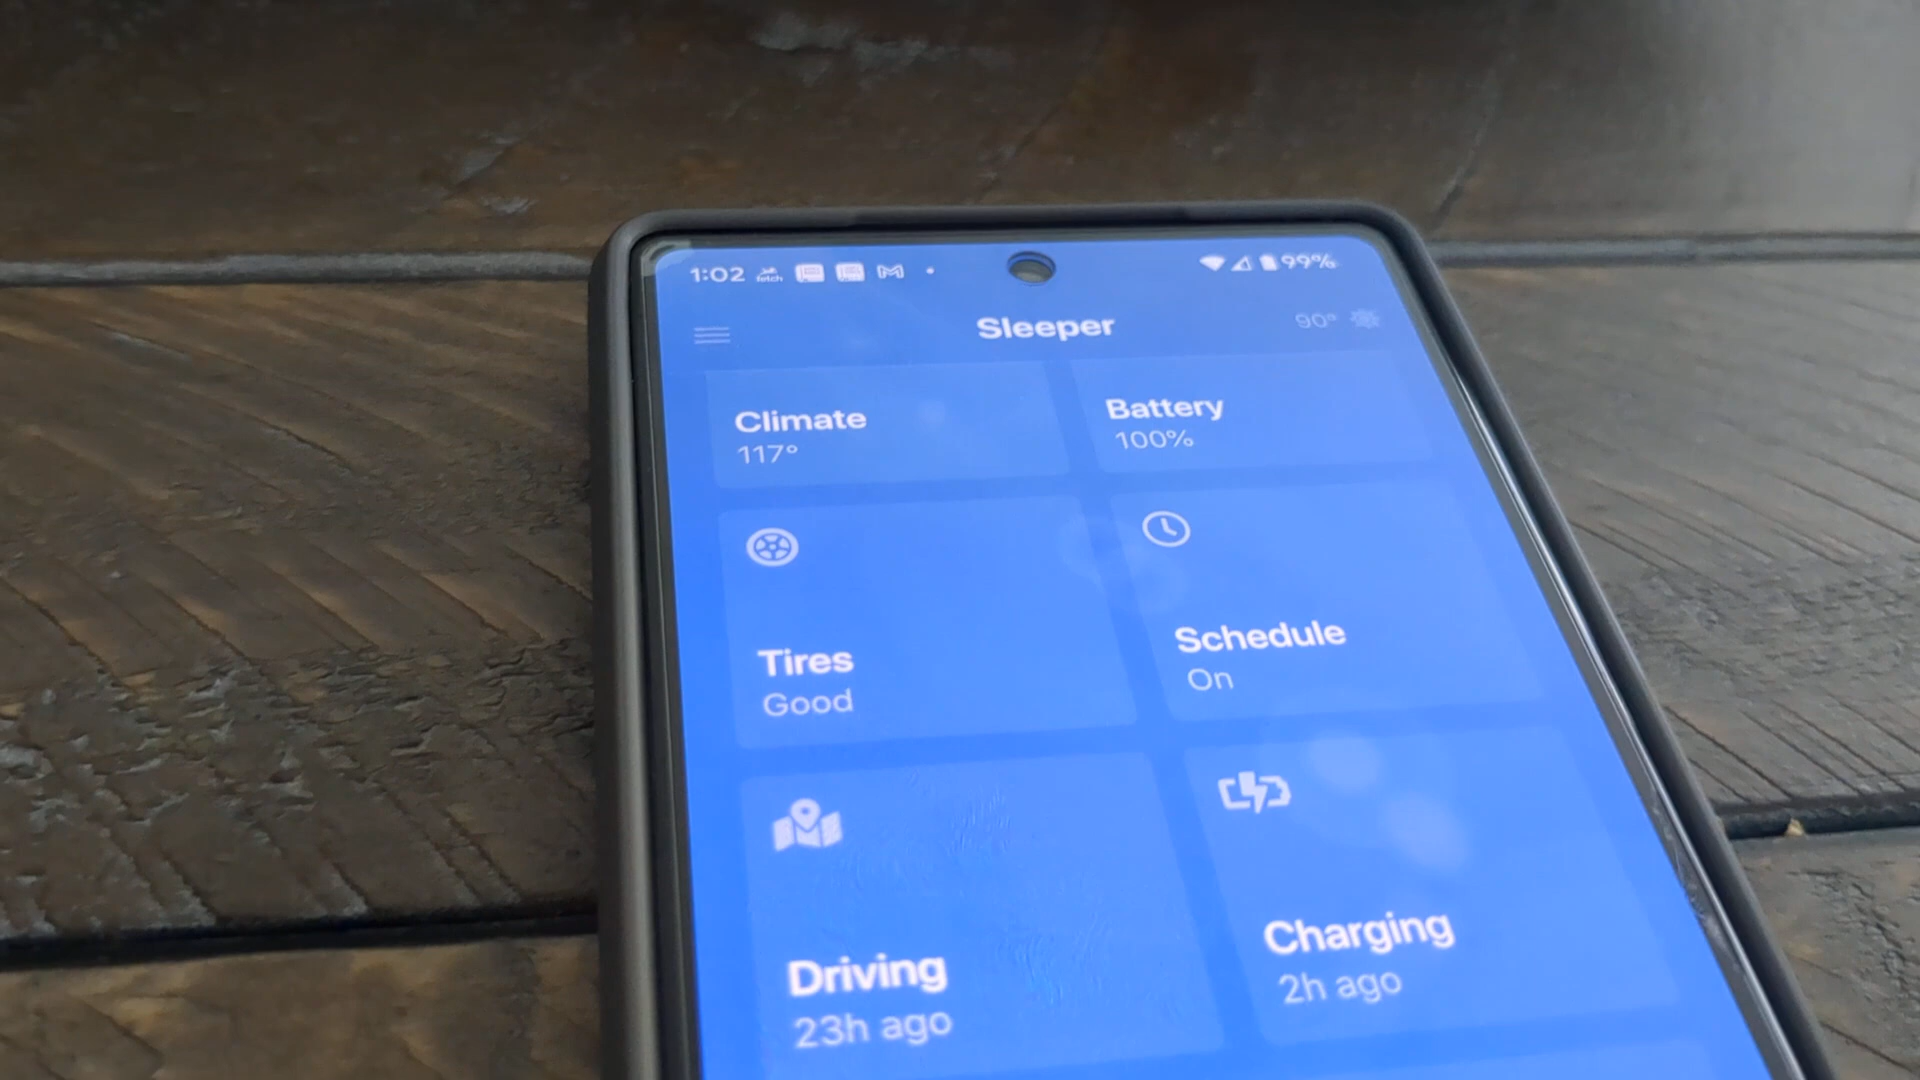 1:02 fetch 99%
Sleeper 90°
Climate
117°
Battery
100%
Tires
Good
Schedule
On
Driving
23h ago
Charging
2h ago